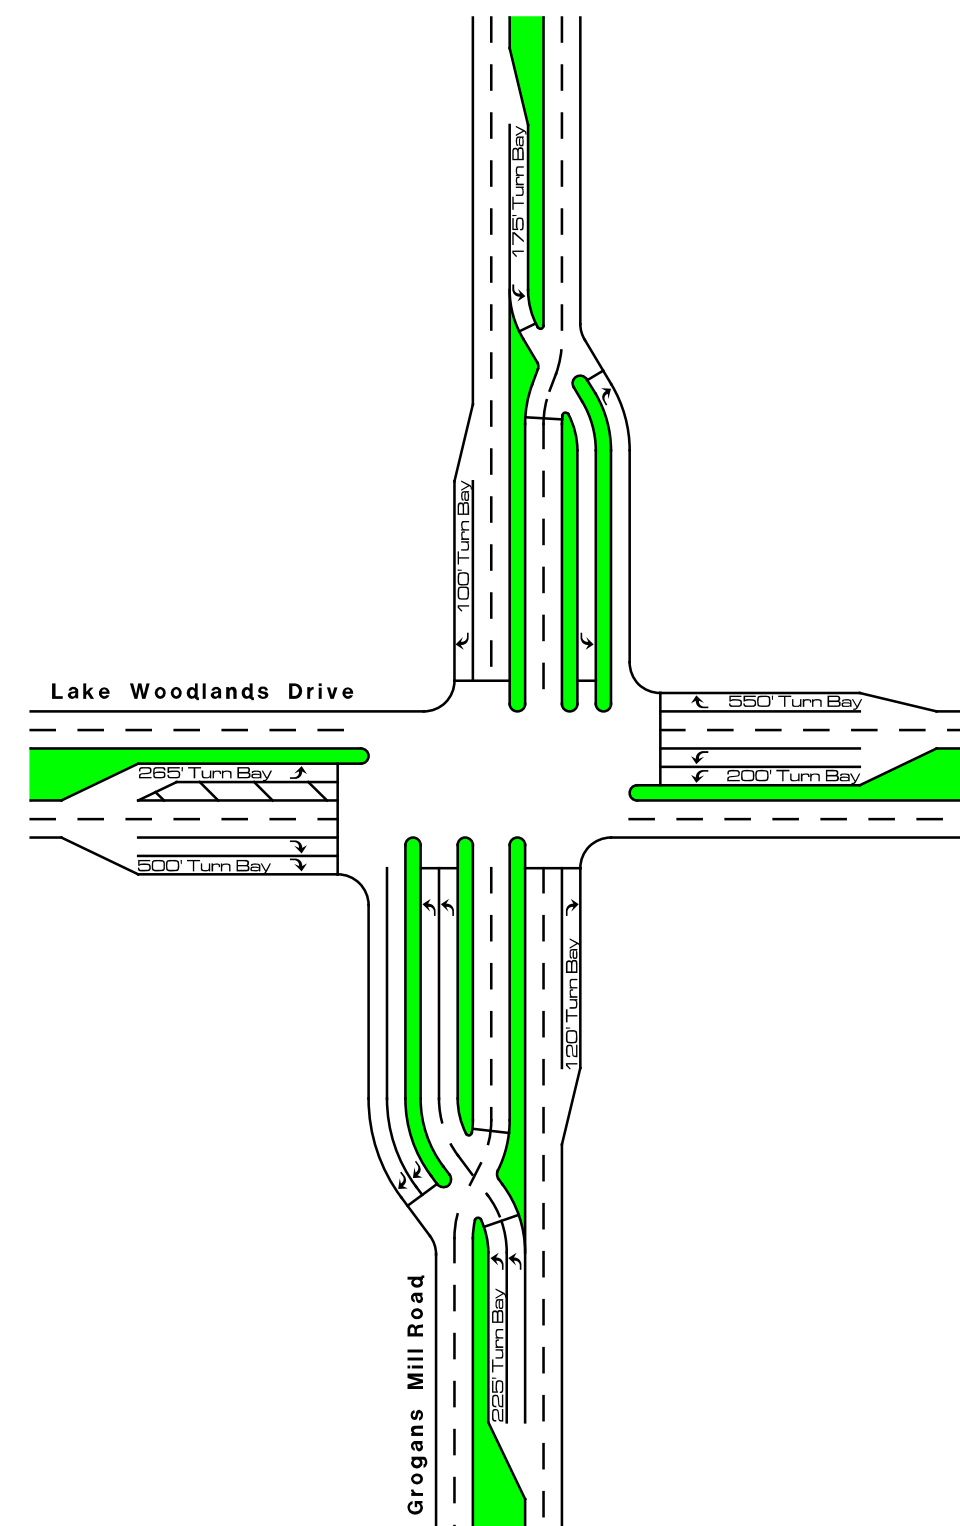 175' Turn Bay
100' Turn Bay
Lake Woodlands Drive
550' Turn Bay
265' Turn Bay
200' Turn Bay
500' Turn Bay
120' Turn Bay
225' Turn Bay
Grogans Mill Road